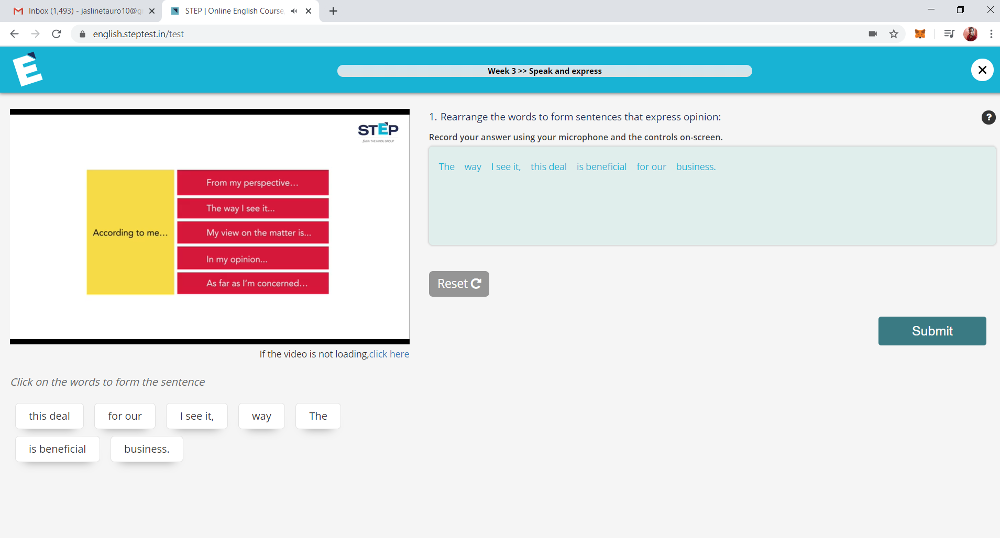 Inbox (1,493) - jaslinetauro10@g
STEP | Online English Course,
english.steptest.in/test
Week 3 >> Speak and express
STEP
from THE HINDU GROUP
According to me...
From my perspective...
The way I see it...
My view on the matter is...
In my opinion...
As far as I'm concerned...
If the video is not loading,click here
Click on the words to form the sentence
this deal for our I see it, way The
is beneficial business.
1. Rearrange the words to form sentences that express opinion:
?
Record your answer using your microphone and the controls on-screen.
The way I see it, this deal is beneficial for our business.
Reset
Submit